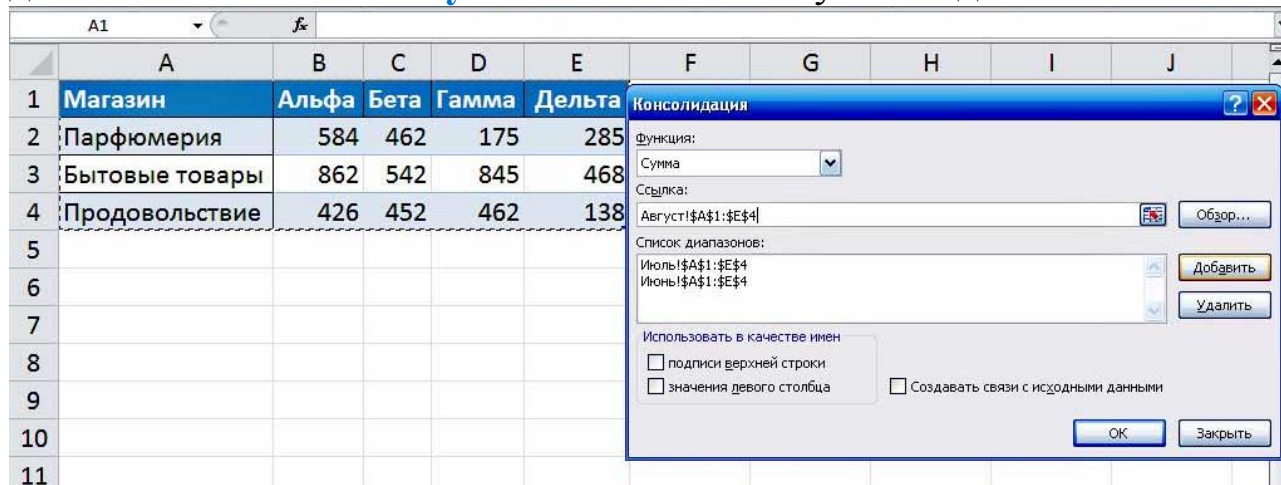 A1 fx
A B C D E F G H I J
1 Магазин Альфа Бета Гамма Дельта
2 Парфюмерия 584 462 175 285
3 Бытовые товары 862 542 845 468
4 Продовольствие 426 452 462 138
5
6
7
8
9
10
11
Консолидация
Функция:
Сумма
Ссылка:
Август!$A$1:$E$4
Обзор...
Список диапазонов:
Июль!$A$1:$E$4
Июнь!$A$1:$E$4
Добавить
Удалить
Использовать в качестве имен
подписи верхней строки
значения левого столбца
Создавать связи с исходными данными
ОК
Закрыть